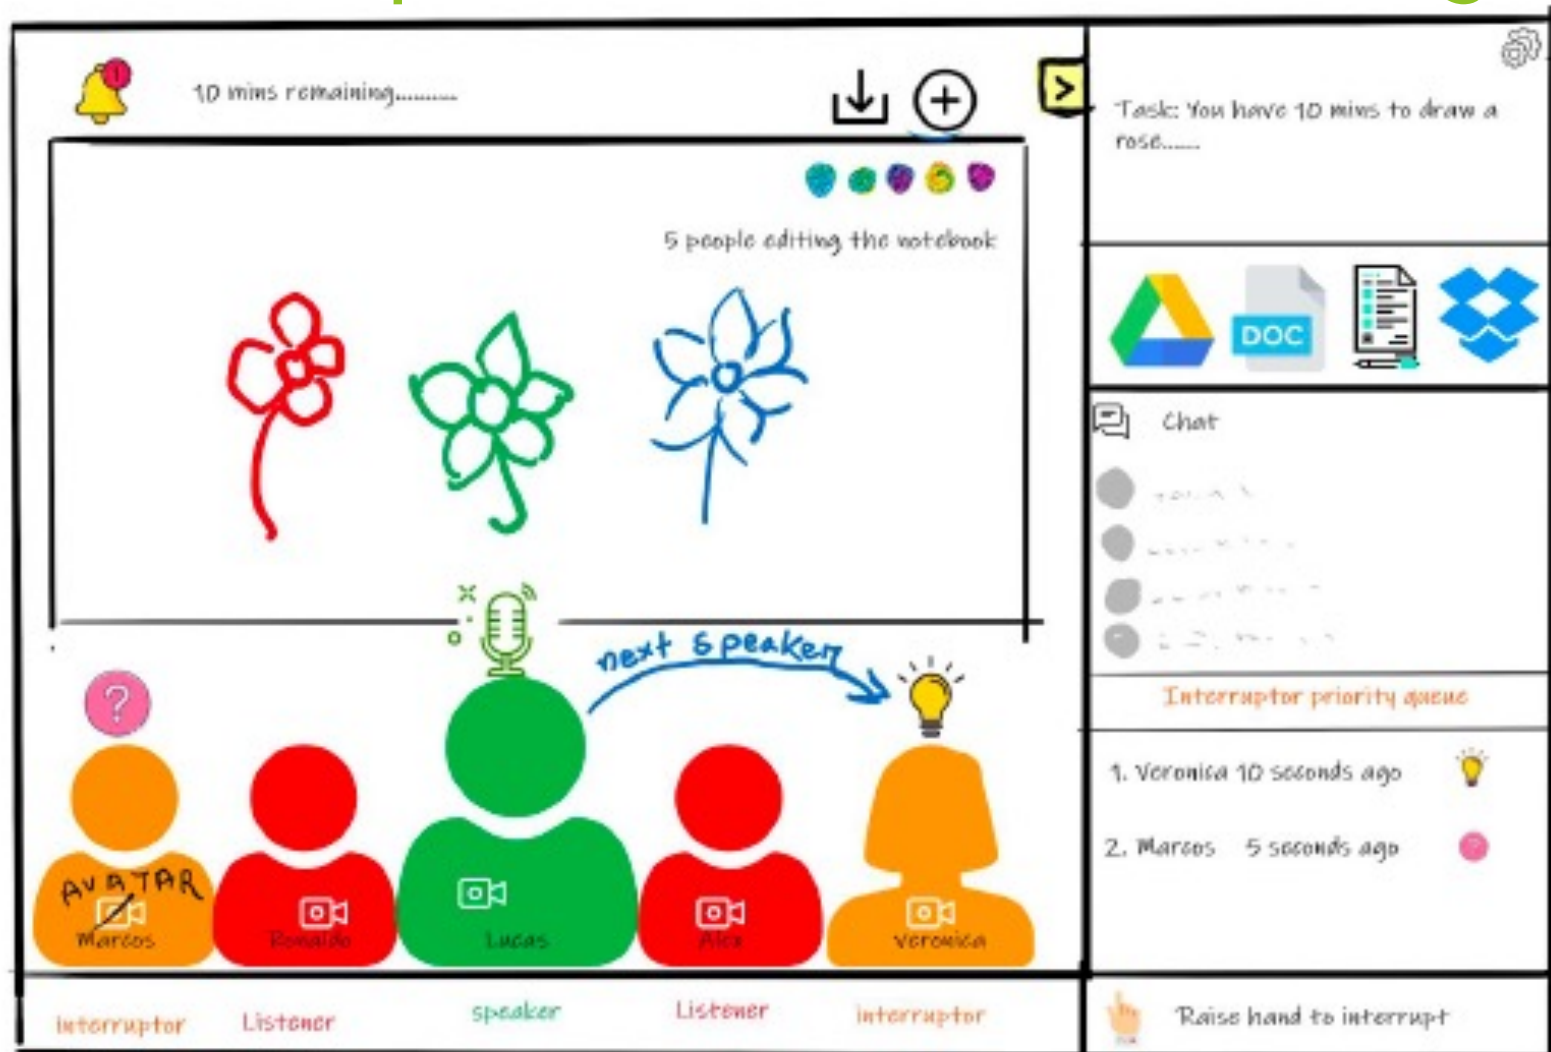 10 mins remaining...........
>
Task: You have 10 mins to draw a
rose.......
5 people editing the notebook
DOC
Chat
next speaker
?
Interruptor priority queue
1. Veronica 10 seconds ago
2. Marcos 5 seconds ago
?
AVATAR
Marcos
Ronaldo
Lucas
Alex
Veronica
interruptor
Listener
speaker
Listener
interruptor
Raise hand to interrupt